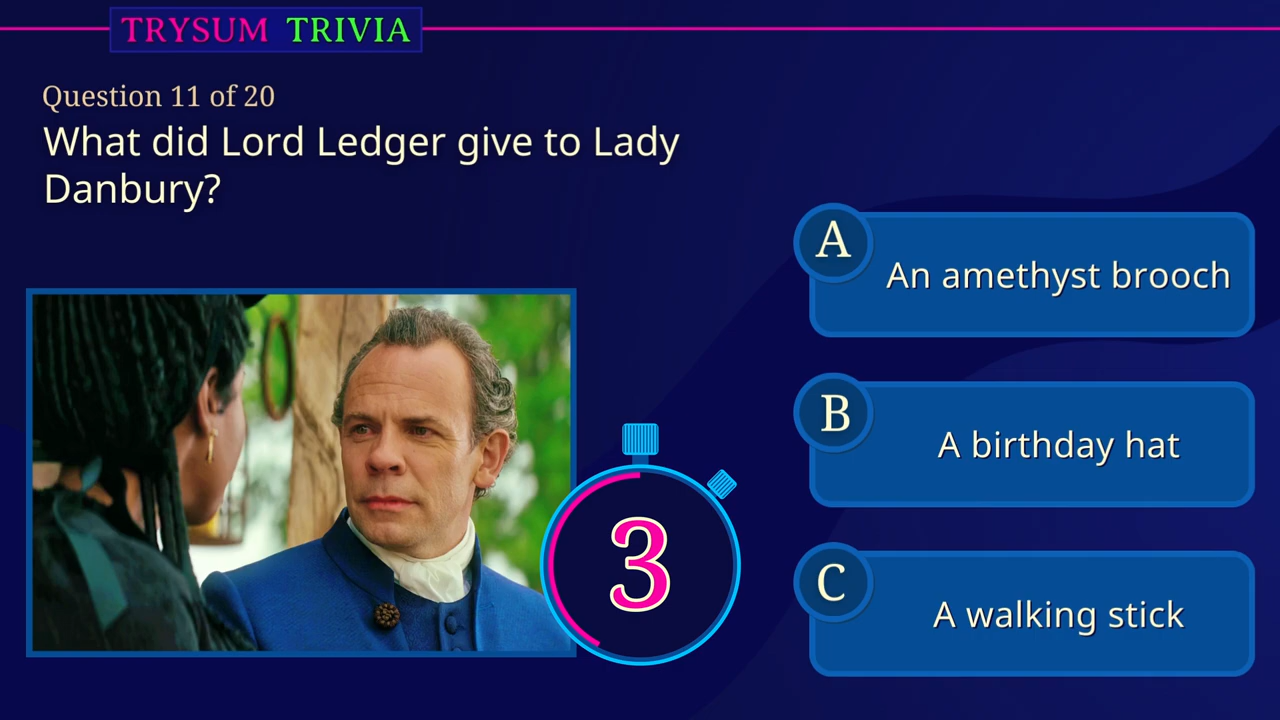 TRYSUM TRIVIA
Question 11 of 20
What did Lord Ledger give to Lady
Danbury?
A
An amethyst brooch
B
A birthday hat
3
C
A walking stick